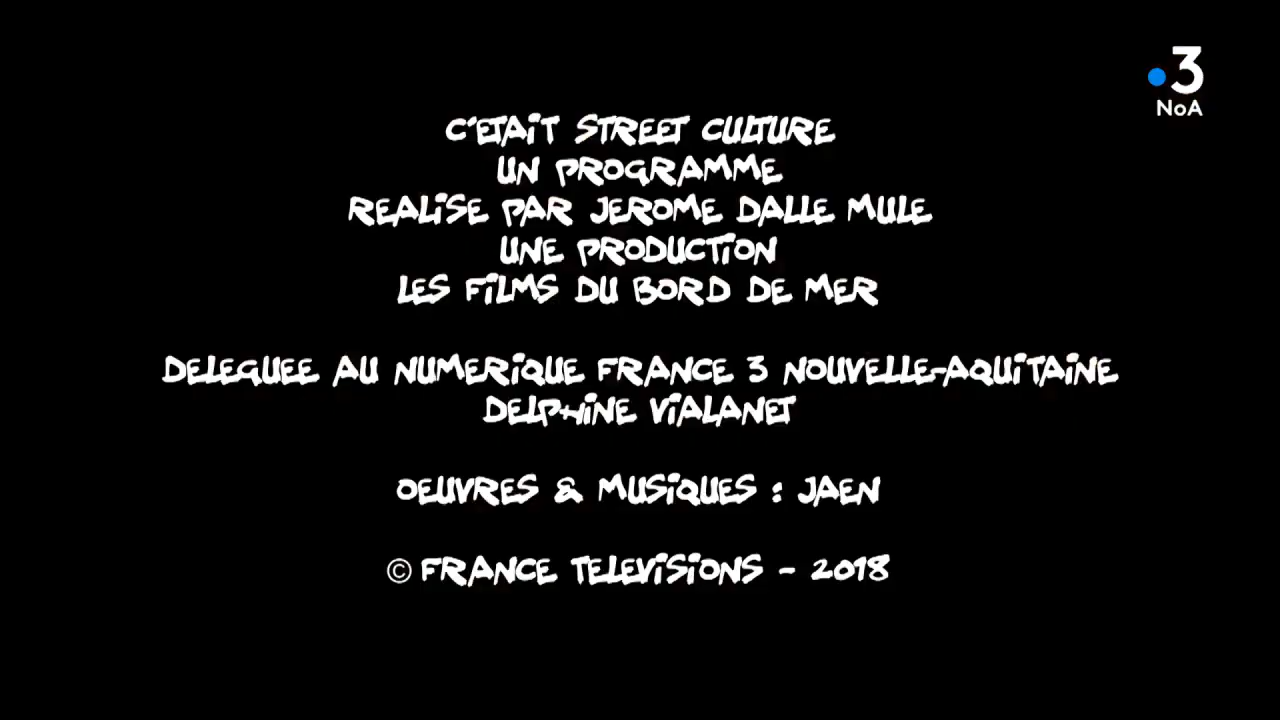 3
NoA
C'ETAiT STREET CULTURE
UN PROGRAMME
REALiSE PAR JEROME DALLE MULE
UNE PRODUCTiON
LES FiLMS DU BORD DE MER
DELEGUEE AU NUMERiQUE FRANCE 3 NOUVELLE-AQUiTAiNE
DELPHiNE ViALANET
OEUVRES & MUSiQUES : JAEN
© FRANCE TELEViSiONS - 2018